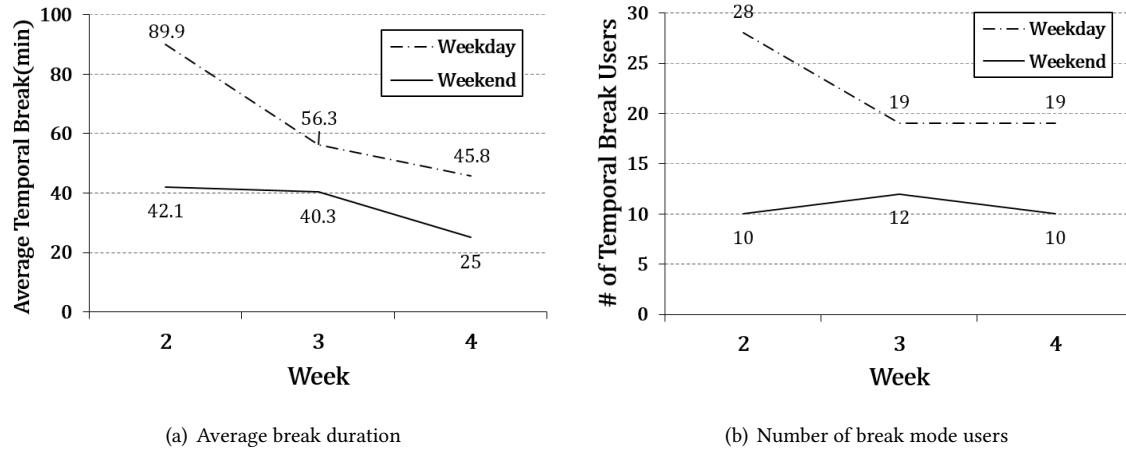 Average Temporal Break(min)
100
80
60
40
20
0
89.9
56.3
45.8
42.1
40.3
25
Weekday
Weekend
2 3 4
Week
(a) Average break duration
# of Temporal Break Users
30
25
20
15
10
5
0
28
19
19
10
12
10
Weekday
Weekend
2 3 4
Week
(b) Number of break mode users